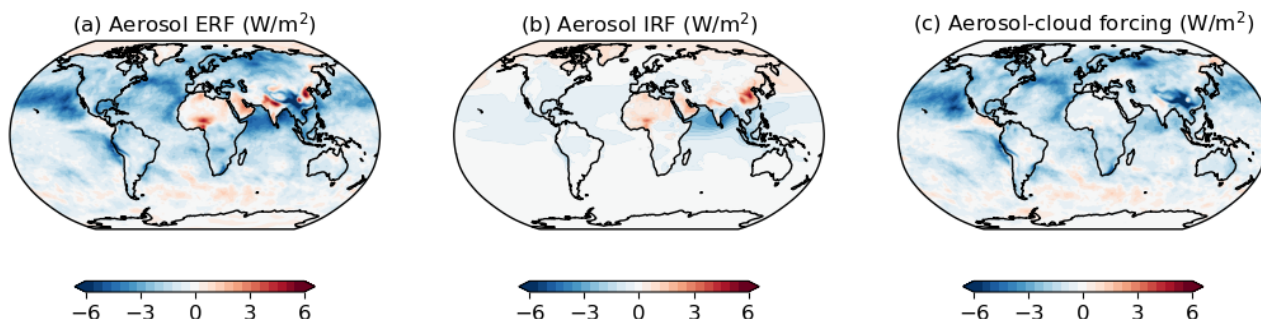 (a) Aerosol ERF (W/m²)
(b) Aerosol IRF (W/m²)
(c) Aerosol-cloud forcing (W/m²)
−6 −3 0 3 6
−6 −3 0 3 6
−6 −3 0 3 6